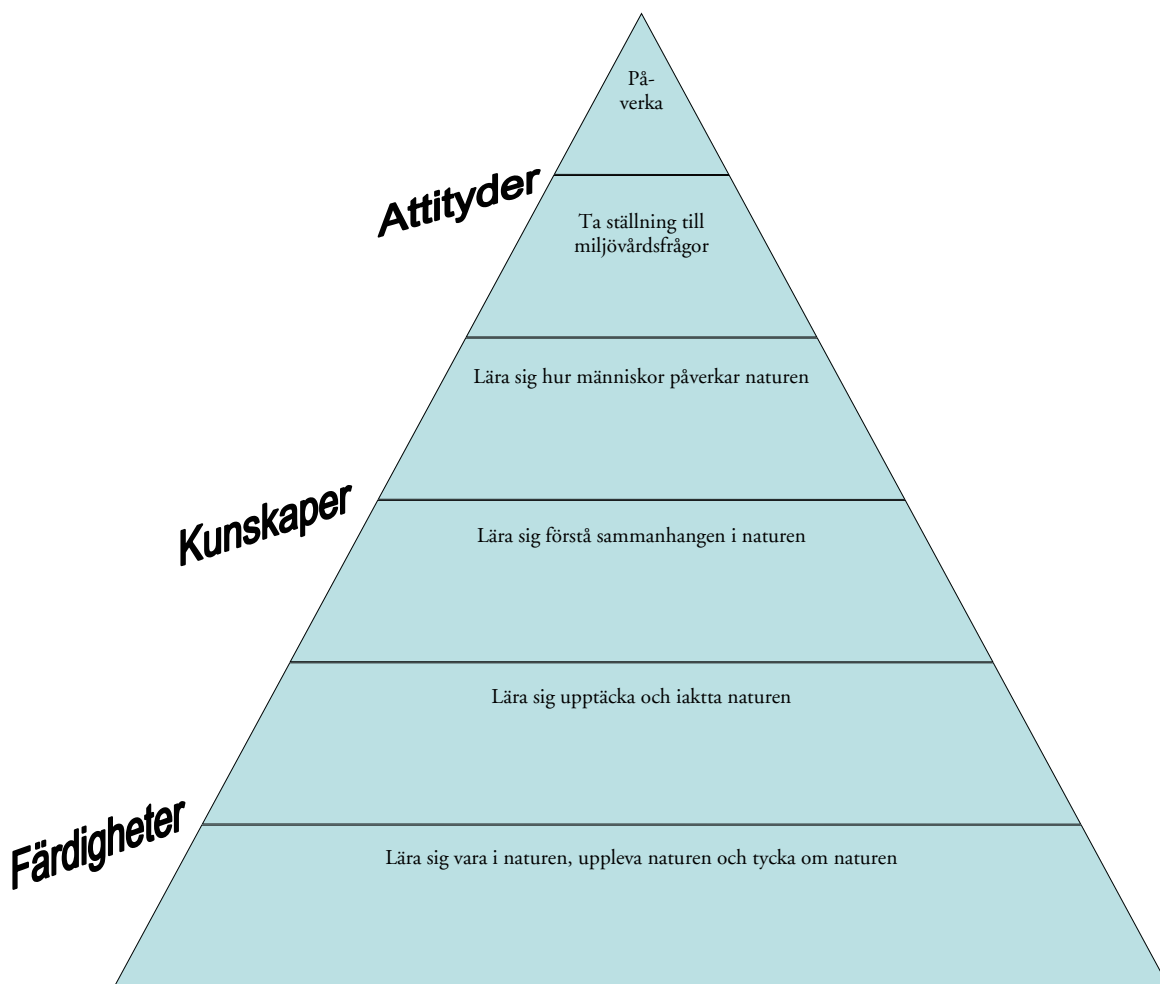 På-
verka
Attityder
Ta ställning till
miljövårdsfrågor
Lära sig hur människor påverkar naturen
Kunskaper
Lära sig förstå sammanhangen i naturen
Lära sig upptäcka och iaktta naturen
Färdigheter
Lära sig vara i naturen, uppleva naturen och tycka om naturen